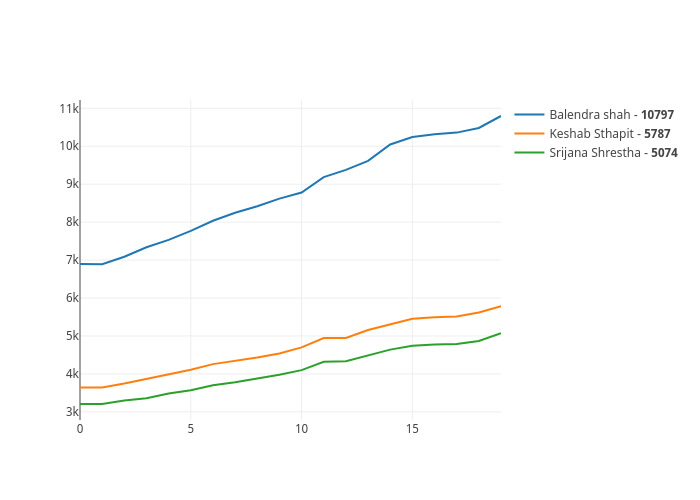 11k
10k
9k
8k
7k
6k
5k
4k
3k
0 5 10 15
Balendra shah - 10797
Keshab Sthapit - 5787
Srijana Shrestha - 5074